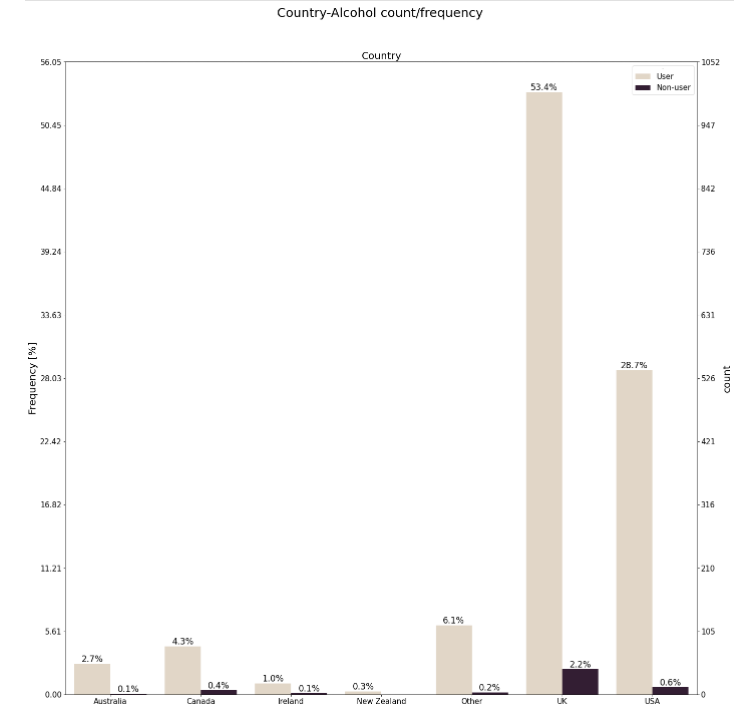 Country-Alcohol count/frequency
Country
56.05
50.45
44.84
39.24
33.63
28.03
22.42
16.82
11.21
5.61
0.00
Frequency [%]
1052
947
842
736
631
526
421
316
210
105
0
count
User
Non-user
2.7%
0.1%
4.3%
0.4%
1.0%
0.1%
0.3%
6.1%
0.2%
53.4%
2.2%
28.7%
0.6%
Australia
Canada
Ireland
New Zealand
Other
UK
USA